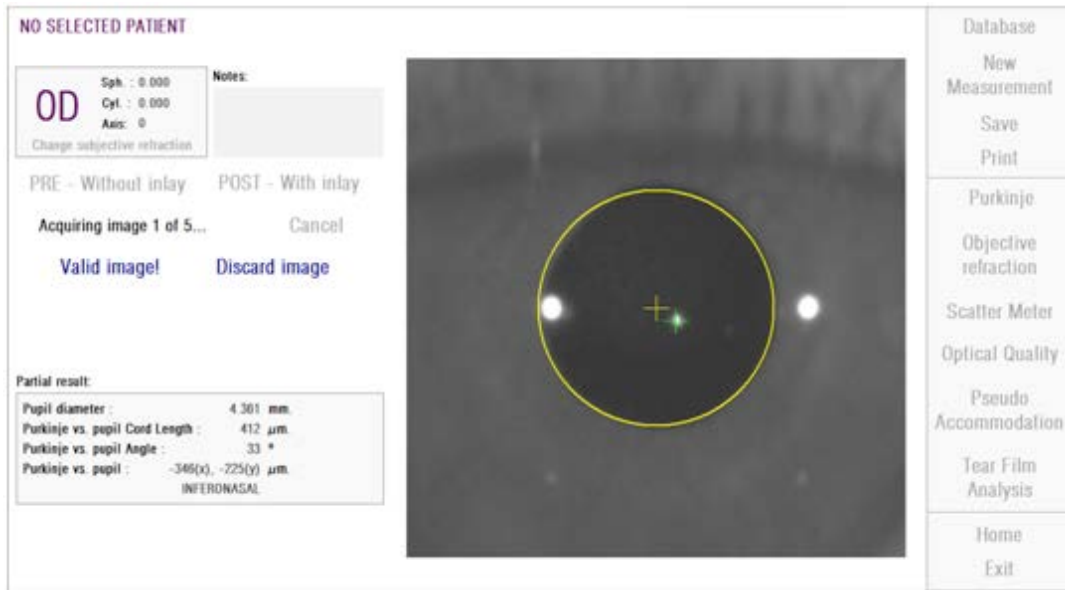 NO SELECTED PATIENT
OD
Sph. : 0.000
Cyl. : 0.000
Axis: 0
Change subjective refraction
Notes:
PRE - Without inlay
POST - With inlay
Acquiring image 1 of 5...
Cancel
Valid image!
Discard image
Partial result:
Pupil diameter : 4.361 mm.
Purkinje vs. pupil Cord Length : 412 µm.
Purkinje vs. pupil Angle : 33 °
Purkinje vs. pupil : -346(x), -225(y) µm.
INFERONASAL
Database
New
Measurement
Save
Print
Purkinje
Objective
refraction
Scatter Meter
Optical Quality
Pseudo
Accommodation
Tear Film
Analysis
Home
Exit